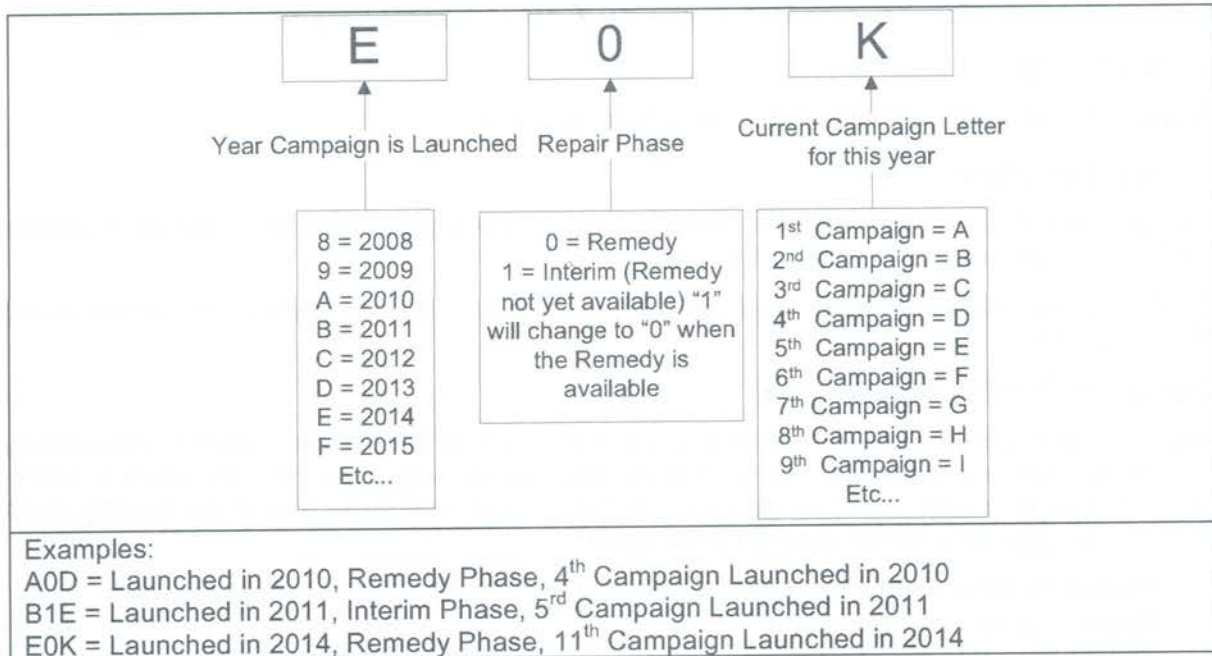 E 0 K
Year Campaign is Launched
Repair Phase
Current Campaign Letter
for this year
8 = 2008
9 = 2009
A = 2010
B = 2011
C = 2012
D = 2013
E = 2014
F = 2015
Etc...
0 = Remedy
1 = Interim (Remedy
not yet available) “1”
will change to “0” when
the Remedy is
available
1st Campaign = A
2nd Campaign = B
3rd Campaign = C
4th Campaign = D
5th Campaign = E
6th Campaign = F
7th Campaign = G
8th Campaign = H
9th Campaign = I
Etc...
Examples:
A0D = Launched in 2010, Remedy Phase, 4th Campaign Launched in 2010
B1E = Launched in 2011, Interim Phase, 5rd Campaign Launched in 2011
E0K = Launched in 2014, Remedy Phase, 11th Campaign Launched in 2014